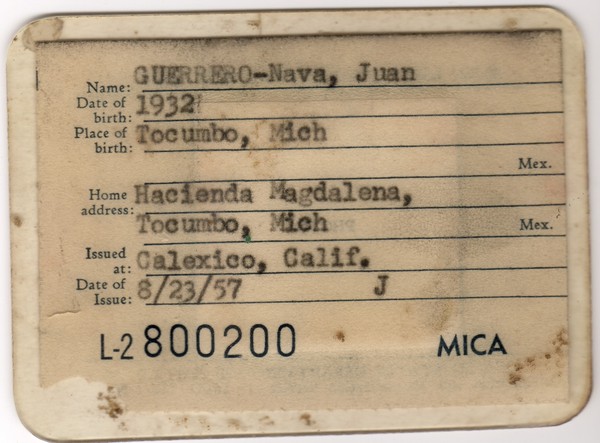 Name: GUERRERO-Nava, Juan
Date of birth: 1932
Place of birth: Tocumbo, Mich
Mex.
Home address: Hacienda Magdalena,
Tocumbo, Mich Mex.
Issued at: Calexico, Calif.
Date of Issue: 8/23/57 J
L-2 800200 MICA